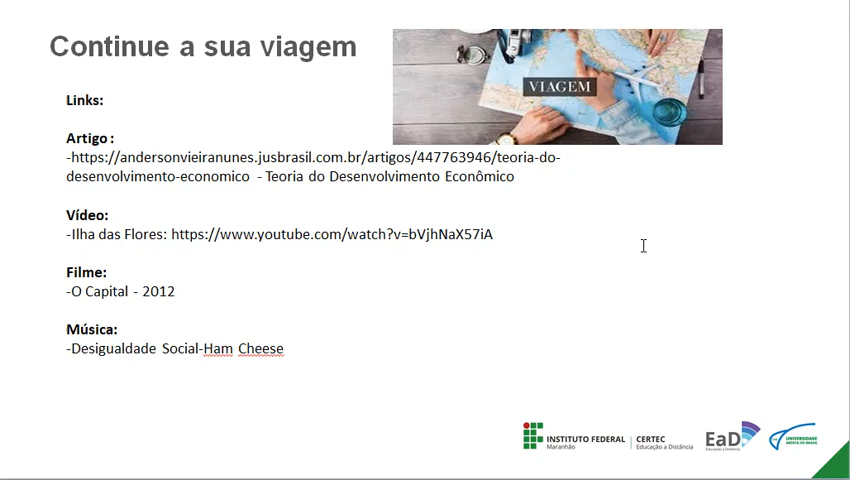 Continue a sua viagem
VIAGEM
Links:
Artigo :
-https://andersonvieiranunes.jusbrasil.com.br/artigos/447763946/teoria-do-
desenvolvimento-economico - Teoria do Desenvolvimento Econômico
Vídeo:
-Ilha das Flores: https://www.youtube.com/watch?v=bVjhNaX57iA
Filme:
-O Capital - 2012
Música:
-Desigualdade Social-Ham Cheese
INSTITUTO FEDERAL
Maranhão
CERTEC
Educação a Distância
EaD
Educação a Distância
UNIVERSIDADE
ABERTA DO BRASIL